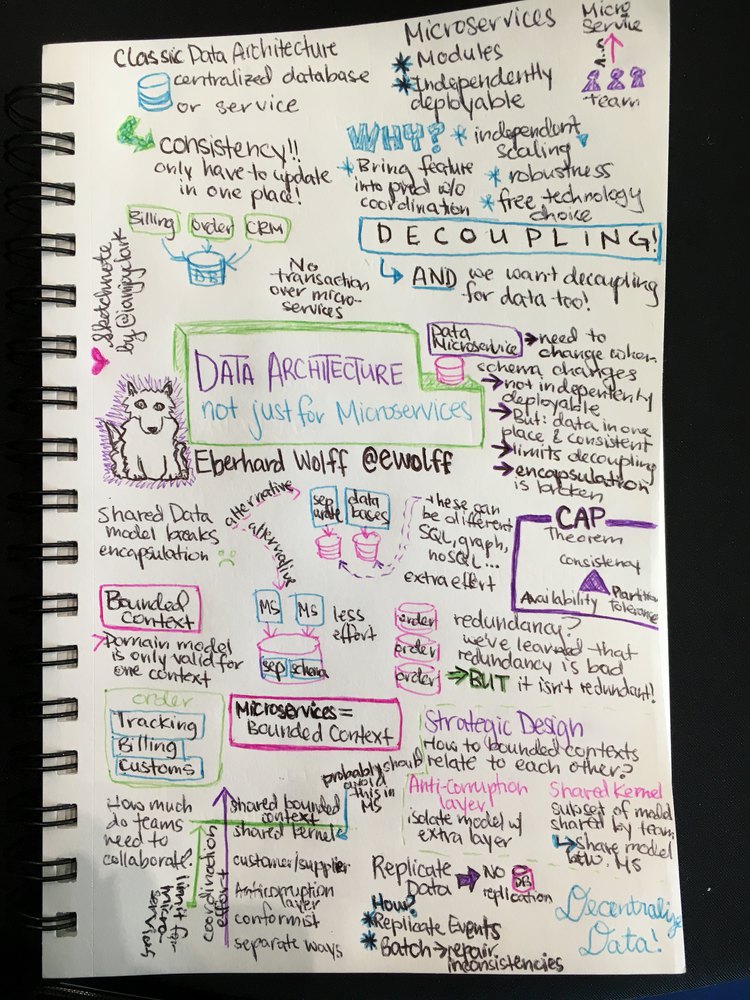 Classic Data Architecture
centralized database
or service
consistency!!
only have to update
in one place!
Billing order CRM
DB
Microservices
* Modules
* Independently
deployable
Micro
Service
team
WHY?
* Bring feature
into prod w/o
coordination
* independent
scaling
* robustness
* free technology
choice
DECOUPLING!
AND we want decoupling
for data too!
No
transaction
over micro-
services
Sketchnote
by @iamjpyclark
DATA ARCHITECTURE
not just for Microservices
Eberhard Wolff @ewolff
Data
Microservice
need to
change when
schema changes
not indepentently
deployable
But: data in one
place & consistent
limits decoupling
encapsulation
is broken
Shared Data
model breaks
encapsulation
alternative
alternative
sep data
arate bases
these can
be different
SQL, graph,
noSQL...
extra effort
CAP
Theorem
consistency
Availability
Partition
Tolerance
MS MS
less
effort
sep schema
Bounded
Context
Domain model
is only valid for
one context
order
order
order
redundancy?
we've learned that
redundancy is bad
BUT it isn't redundant!
order
Tracking
Billing
Customs
Microservices =
Bounded Context
Strategic Design
How to bounded contexts
relate to each other?
Anti-corruption
layer
isolate model w/
extra layer
Shared Kernel
subset of model
shared by team
share model
btw. MS
How much
do teams
need to
collaborate?
limit for
micro-
services
coordination
effort
probably should
avoid
this in
MS
shared bounded
context
shared kernel
customer/supplier
Anticorruption
layer
conformist
separate ways
Replicate
Data
NO DB
replication
How?
* Replicate Events
* Batch → repair
inconsistencies
Decentralize
Data!